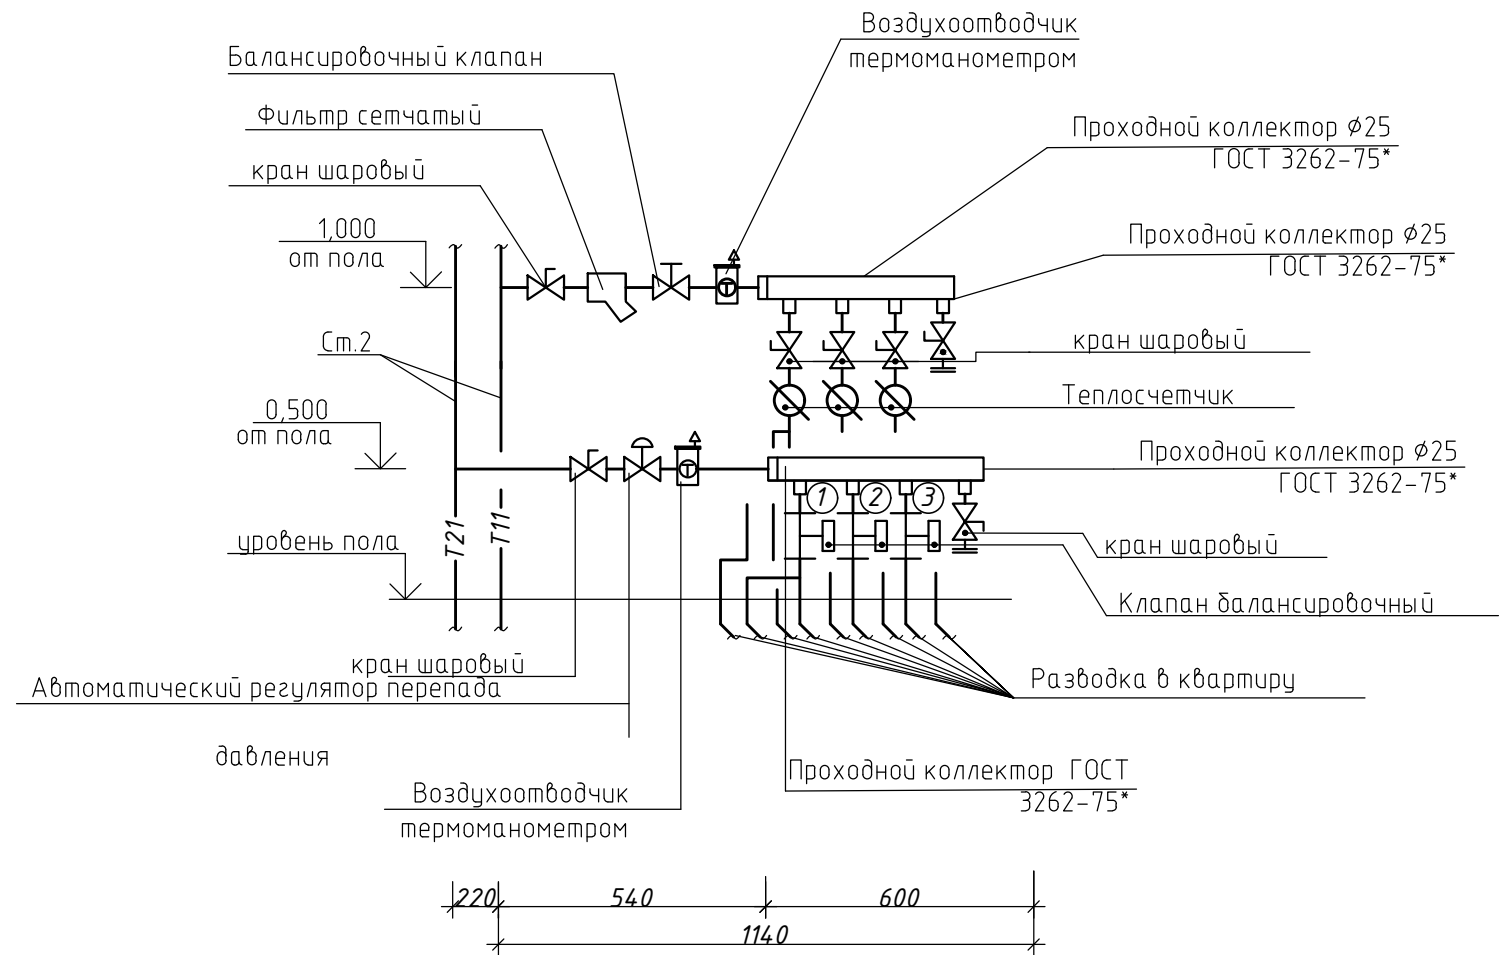 Воздухоотводчик
термоманометром
Балансировочный клапан
Фильтр сетчатый
кран шаровый
Проходной коллектор Ø25
ГОСТ 3262-75*
1,000
от пола
Проходной коллектор Ø25
ГОСТ 3262-75*
Ст.2
кран шаровый
0,500
от пола
Теплосчетчик
Т
Проходной коллектор Ø25
ГОСТ 3262-75*
Т
1 2 3
Т21
Т11
уровень пола
кран шаровый
Клапан балансировочный
кран шаровый
Автоматический регулятор перепада
давления
Разводка в квартиру
Воздухоотводчик
термоманометром
Проходной коллектор ГОСТ
3262-75*
220 540 600
1140